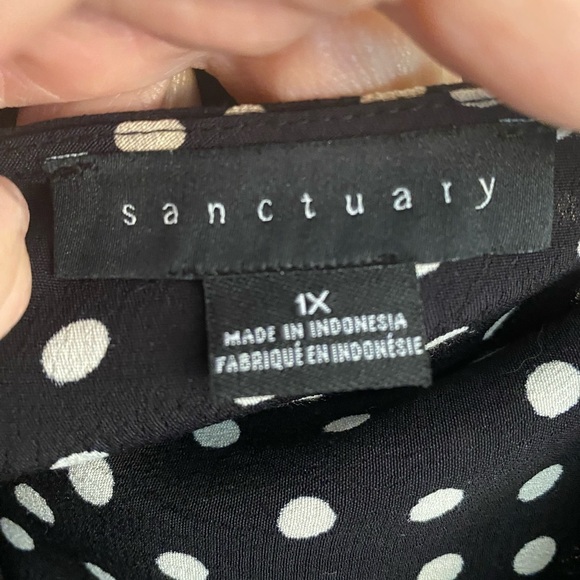 sanctuary
1X
MADE IN INDONESIA
FABRIQUÉ EN INDONÉSIE